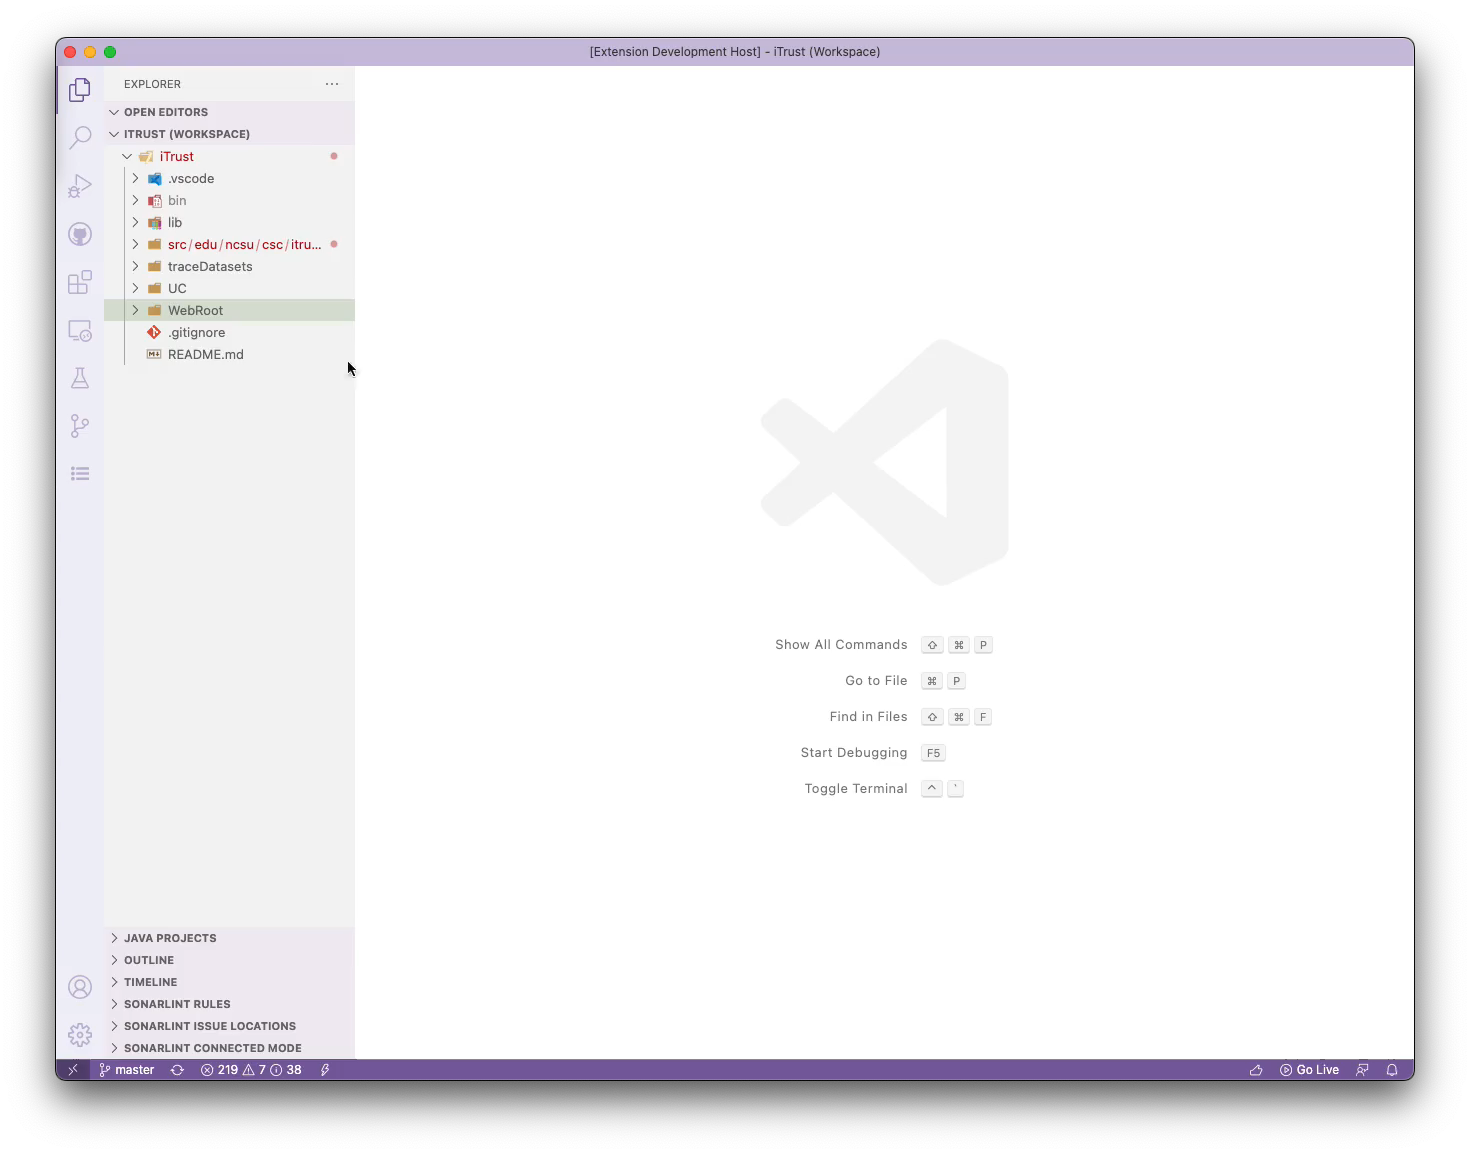 [Extension Development Host] - iTrust (Workspace)
EXPLORER
OPEN EDITORS
ITRUST (WORKSPACE)
iTrust
.vscode
bin
lib
src/edu/ncsu/csc/itru...
traceDatasets
UC
WebRoot
.gitignore
README.md
Show All Commands ⇧ ⌘ P
Go to File ⌘ P
Find in Files ⇧ ⌘ F
Start Debugging F5
Toggle Terminal ^ `
JAVA PROJECTS
OUTLINE
TIMELINE
SONARLINT RULES
SONARLINT ISSUE LOCATIONS
SONARLINT CONNECTED MODE
master 219 7 38 Go Live